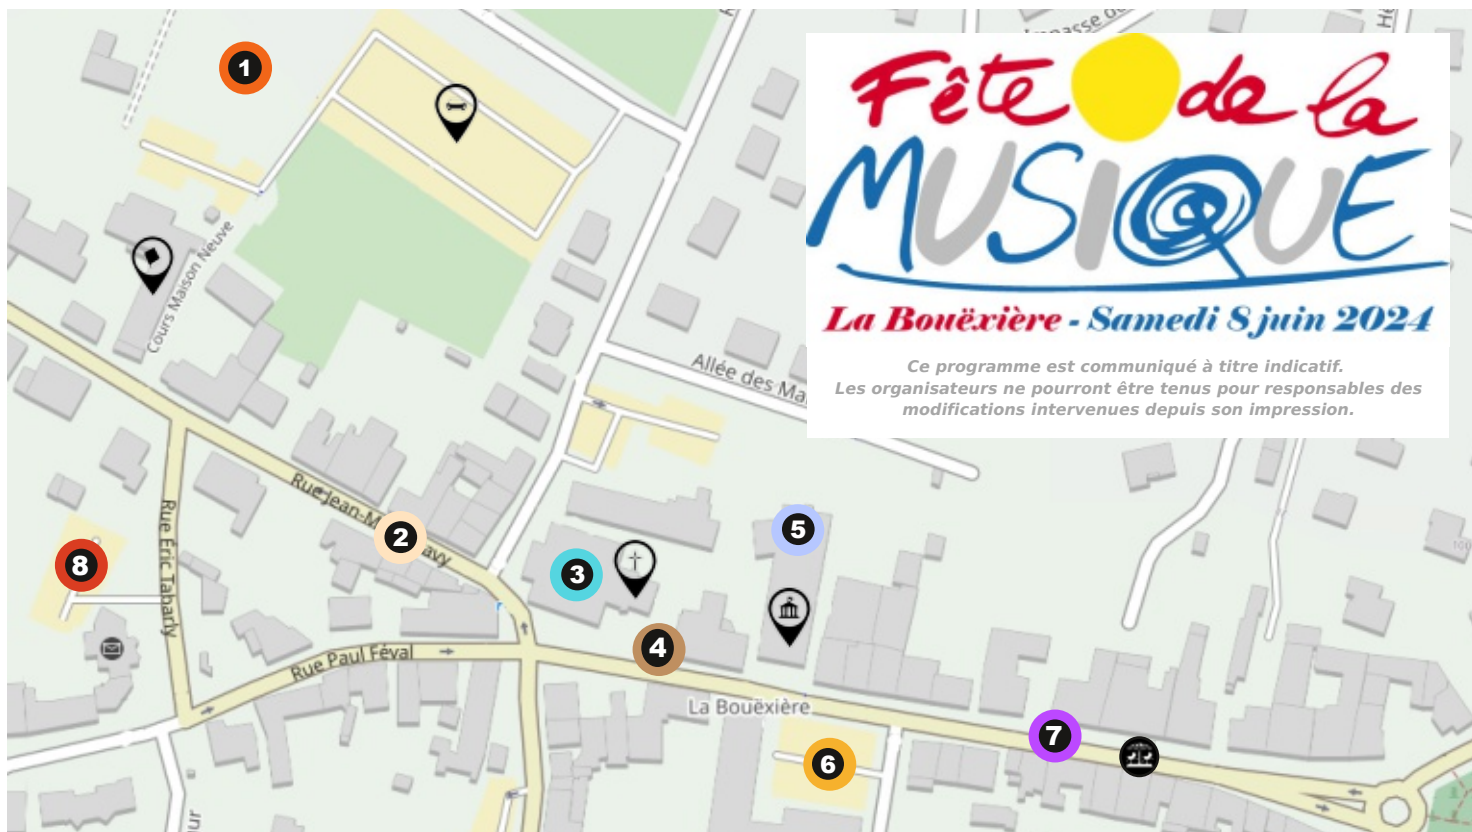 Fête de la
MUSIQUE
La Bouëxière - Samedi 8 juin 2024
Ce programme est communiqué à titre indicatif.
Les organisateurs ne pourront être tenus pour responsables des
modifications intervenues depuis son impression.
1
Cours Maison Neuve
Allée des
Rue Jean-M
avy
2
5
8
Rue Éric Tabarly
3
4
Rue Paul Féval
La Bouëxière
7
6